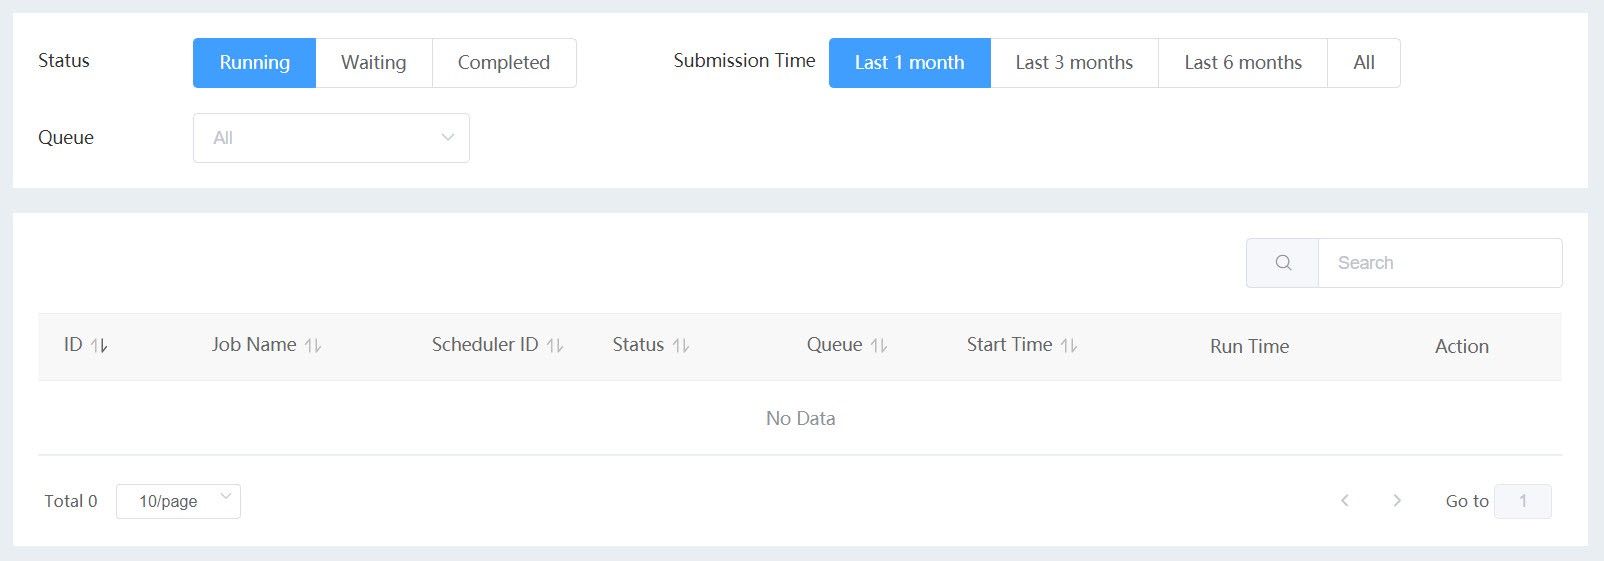 Status Running Waiting Completed Submission Time Last 1 month Last 3 months Last 6 months All
Queue All
Search
ID Job Name Scheduler ID Status Queue Start Time Run Time Action
No Data
Total 0 10/page Go to 1